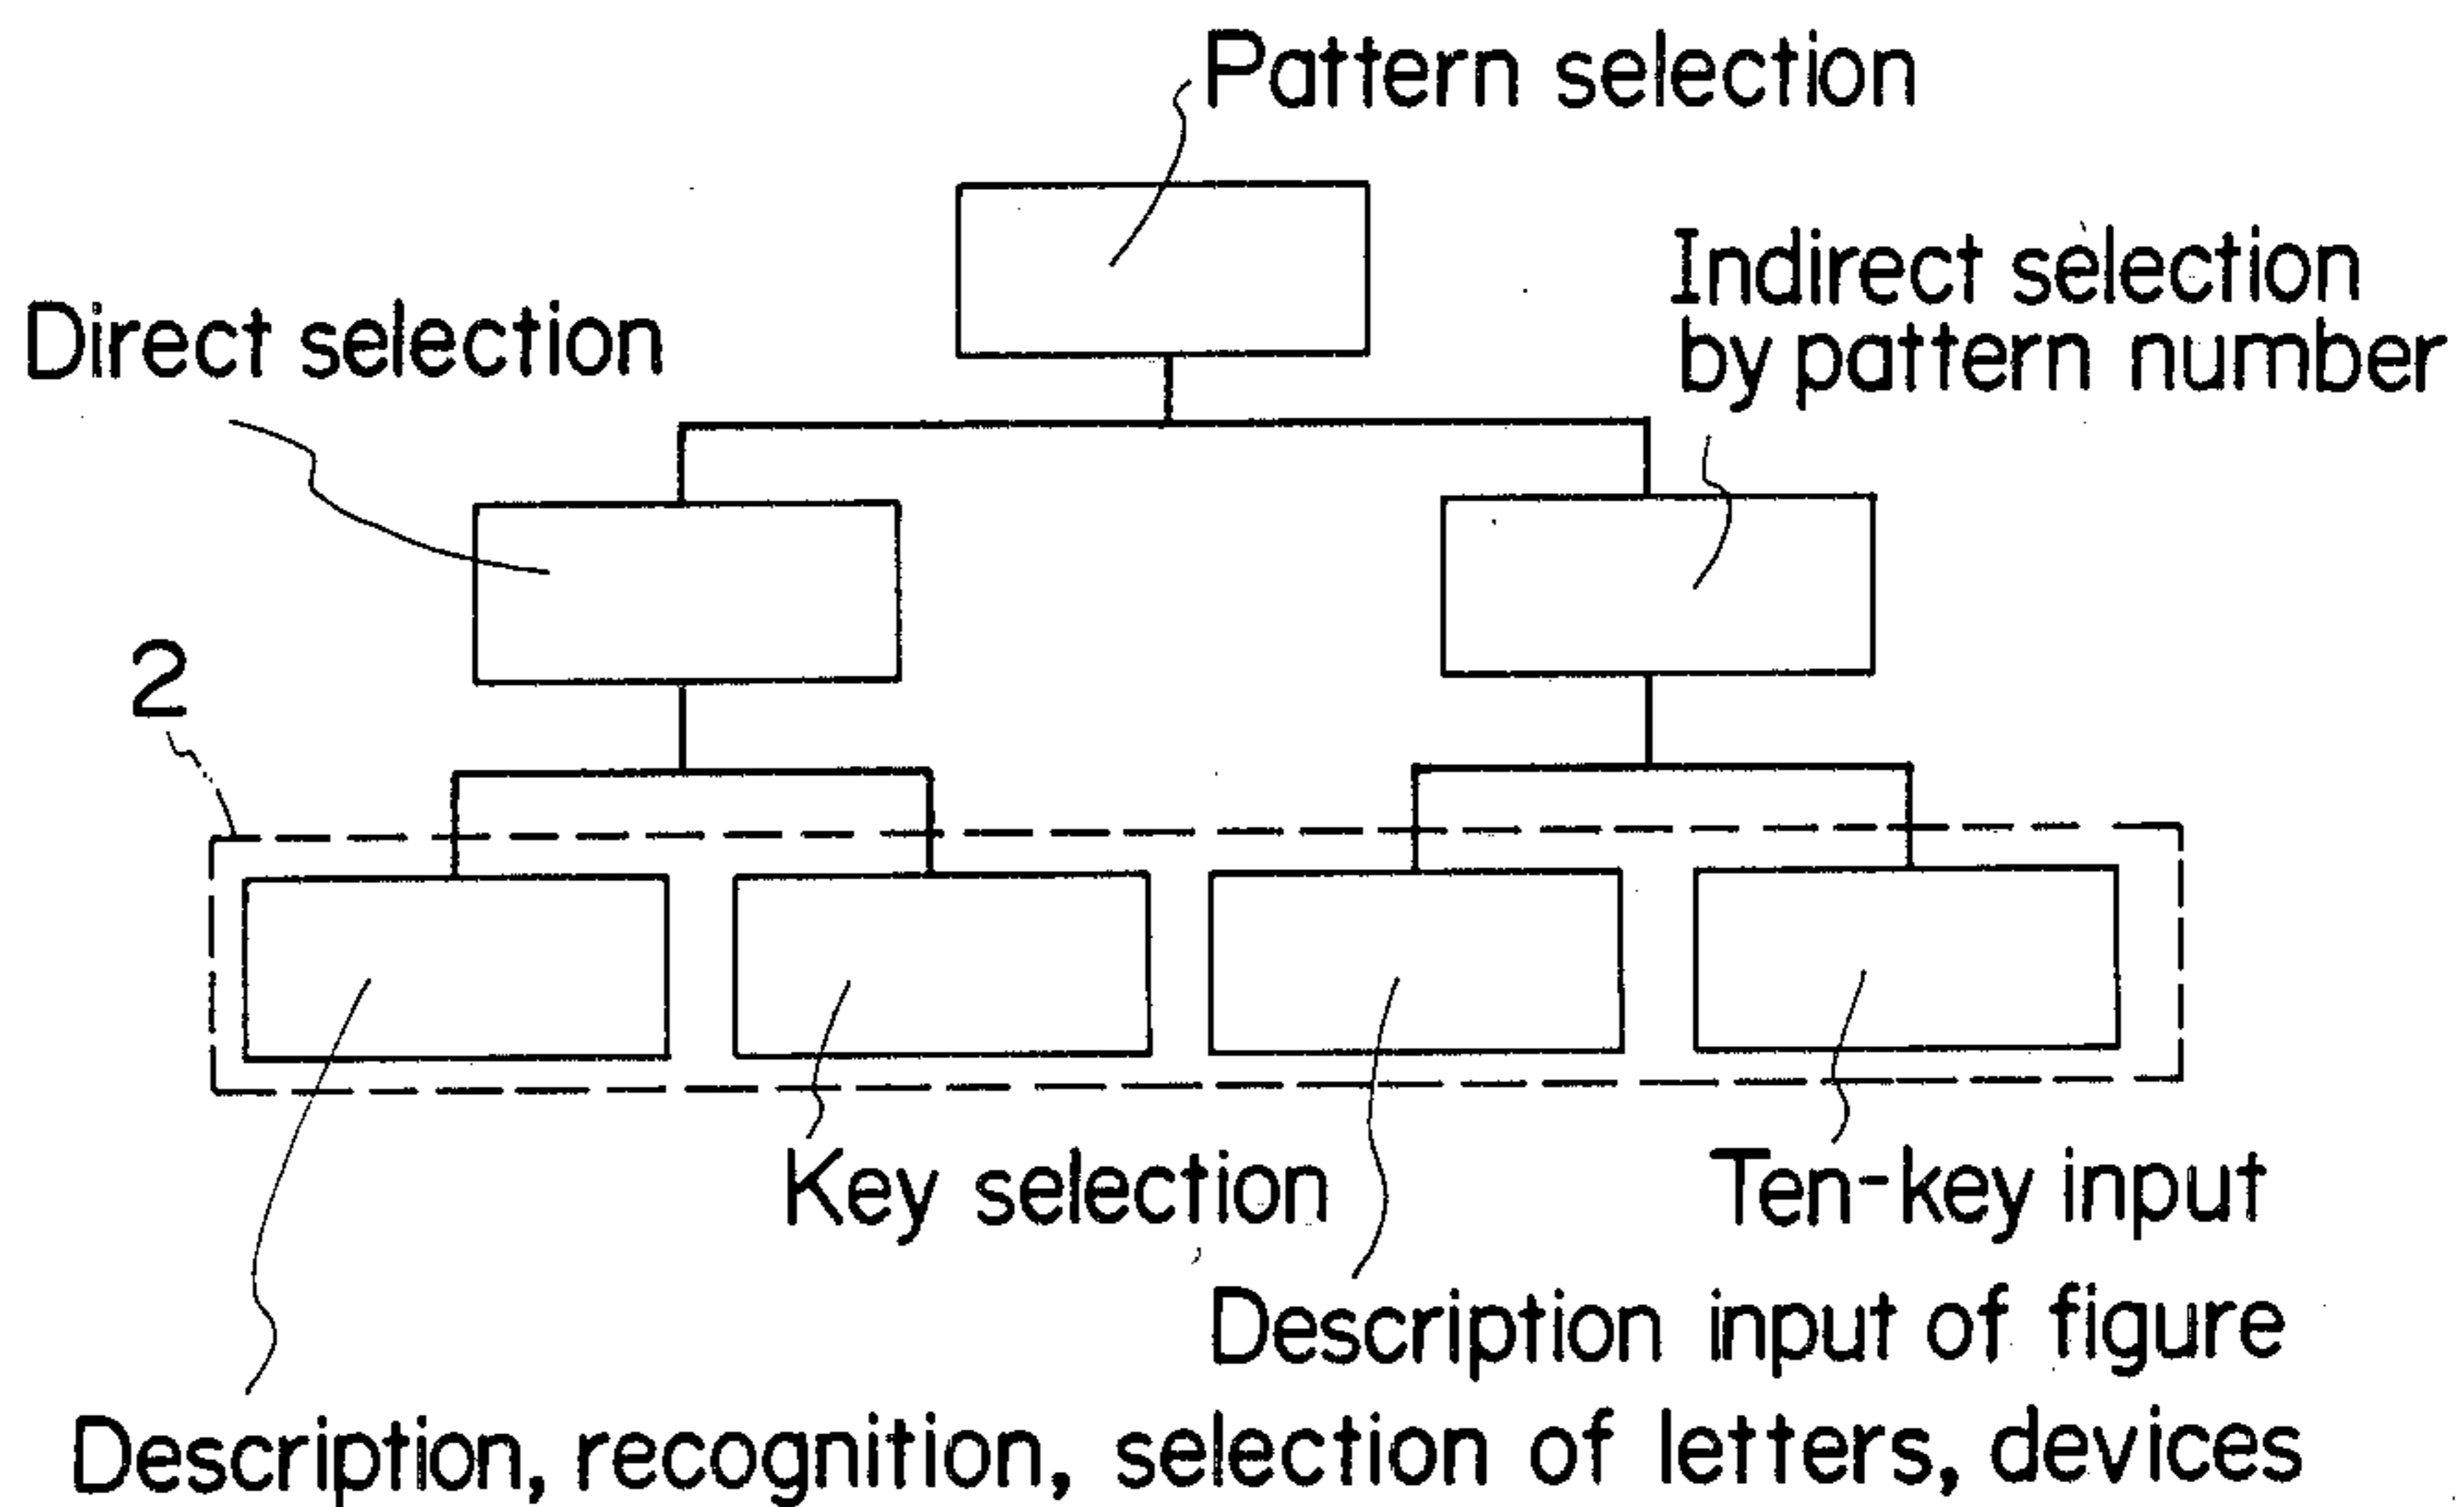 Pattern selection
Indirect selection
by pattern number
Direct selection
2
Key selection
Ten-key input
Description input of figure
Description, recognition, selection of letters, devices